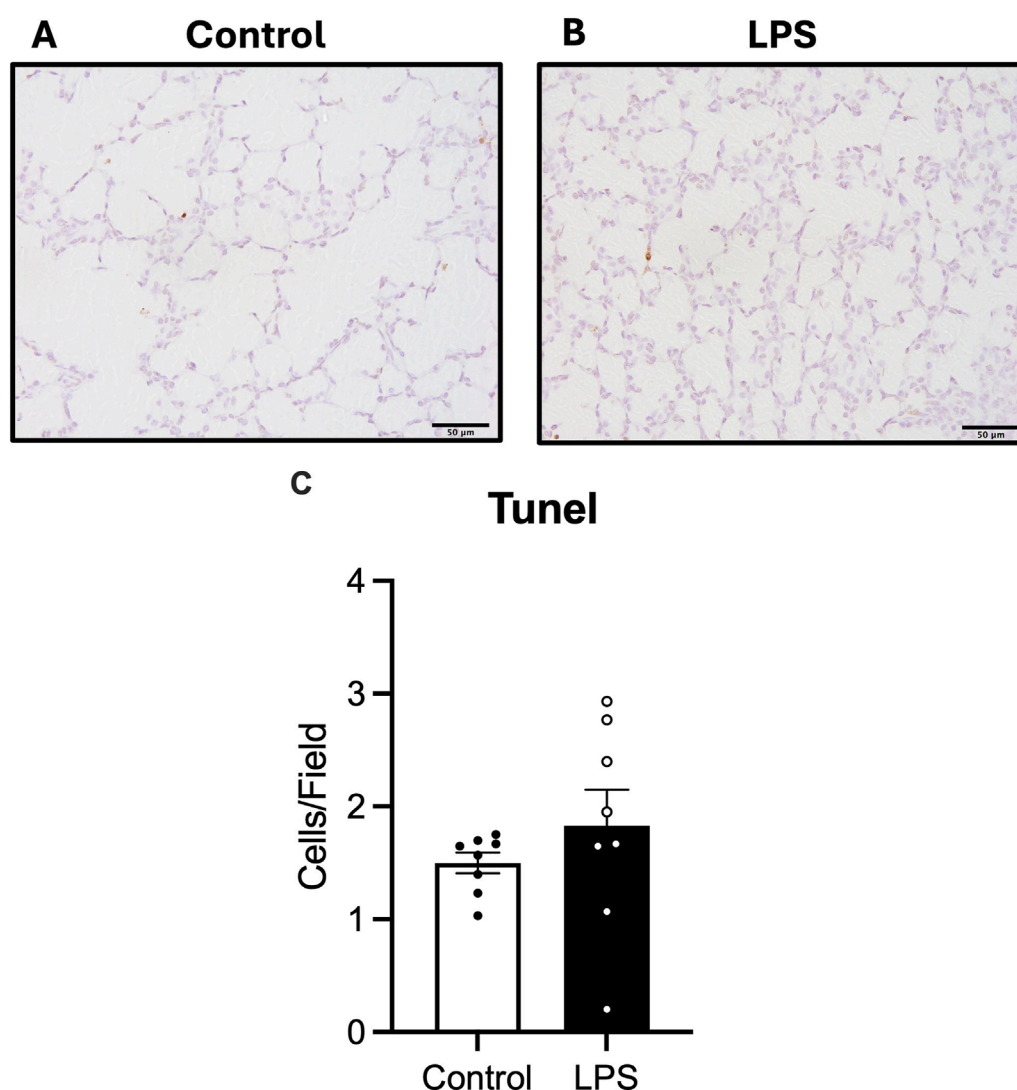 A Control
B LPS
50 µm
50 µm
C
Tunel
Cells/Field
4
3
2
1
0
Control LPS